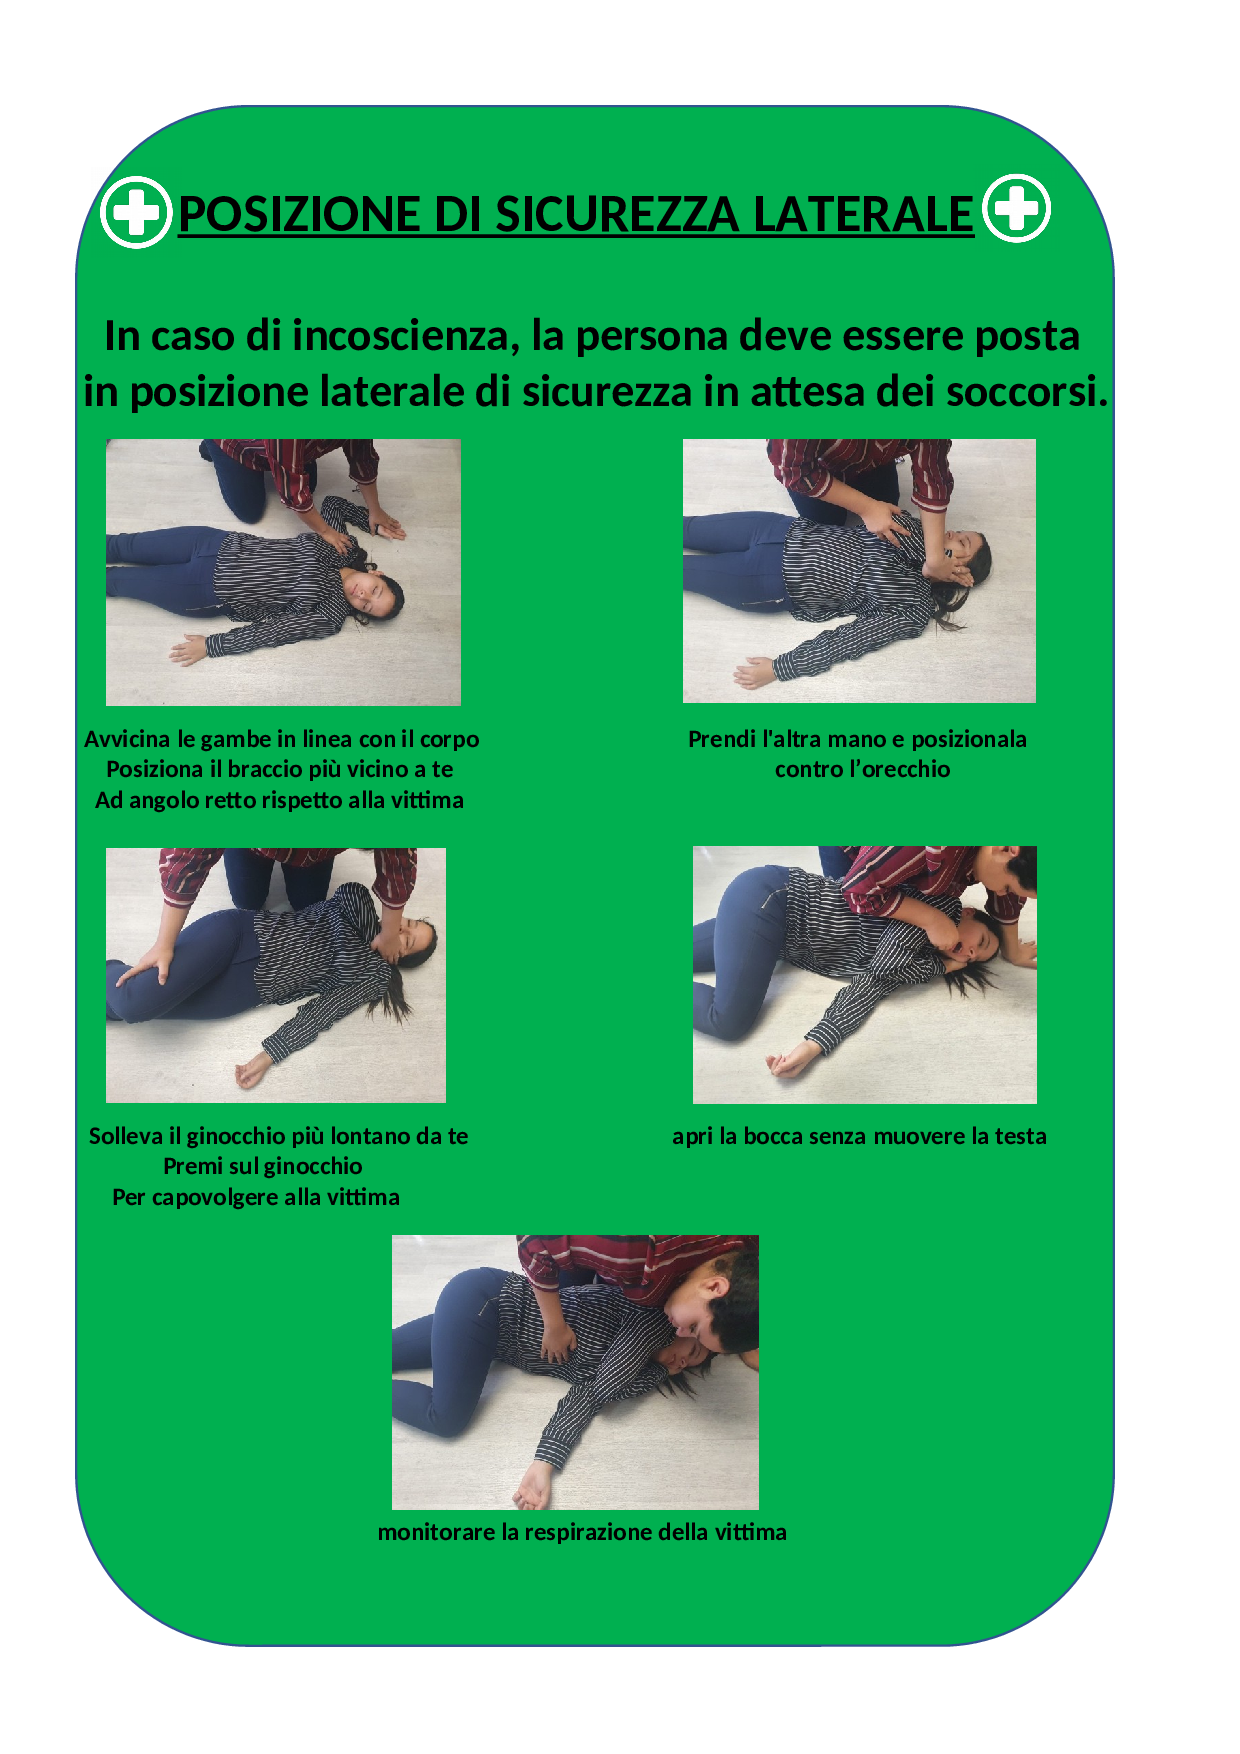 POSIZIONE DI SICUREZZA LATERALE
In caso di incoscienza, la persona deve essere posta
in posizione laterale di sicurezza in attesa dei soccorsi.
Avvicina le gambe in linea con il corpo
Posiziona il braccio più vicino a te
Ad angolo retto rispetto alla vittima
Prendi l'altra mano e posizionala
contro l’orecchio
Solleva il ginocchio più lontano da te
Premi sul ginocchio
Per capovolgere alla vittima
apri la bocca senza muovere la testa
monitorare la respirazione della vittima